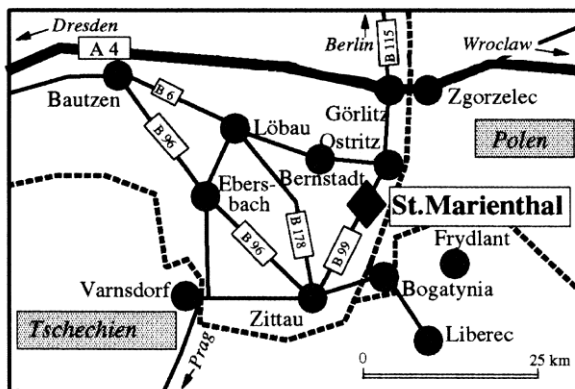 Dresden
A 4
Berlin
B 115
Wroclaw
Bautzen
B 6
Görlitz
Zgorzelec
Löbau
Ostritz
Polen
B 96
Bernstadt
Ebers-
bach
St.Marienthal
B 178
B 96
B 99
Frydlant
Varnsdorf
Bogatynia
Zittau
Tschechien
Prag
Liberec
0
25 km